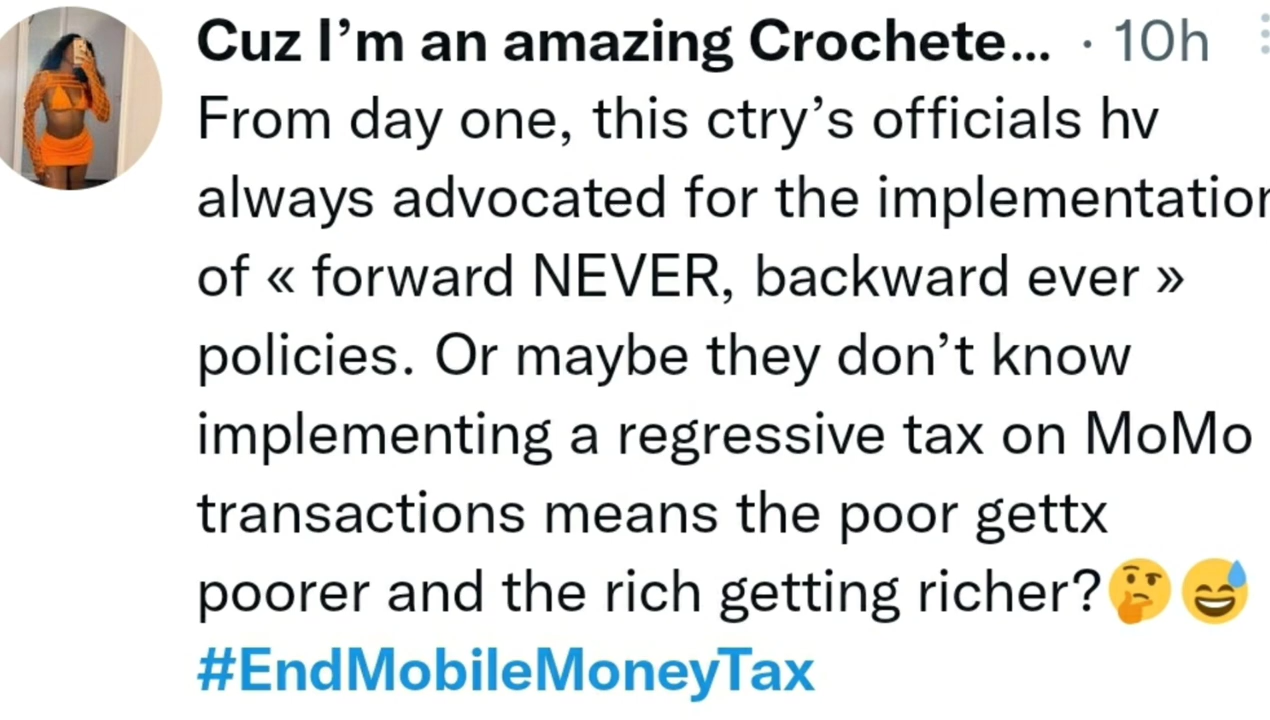 Cuz I’m an amazing Crochete... · 10h
From day one, this ctry’s officials hv
always advocated for the implementation
of « forward NEVER, backward ever »
policies. Or maybe they don’t know
implementing a regressive tax on MoMo
transactions means the poor gettx
poorer and the rich getting richer?🤔😅
#EndMobileMoneyTax